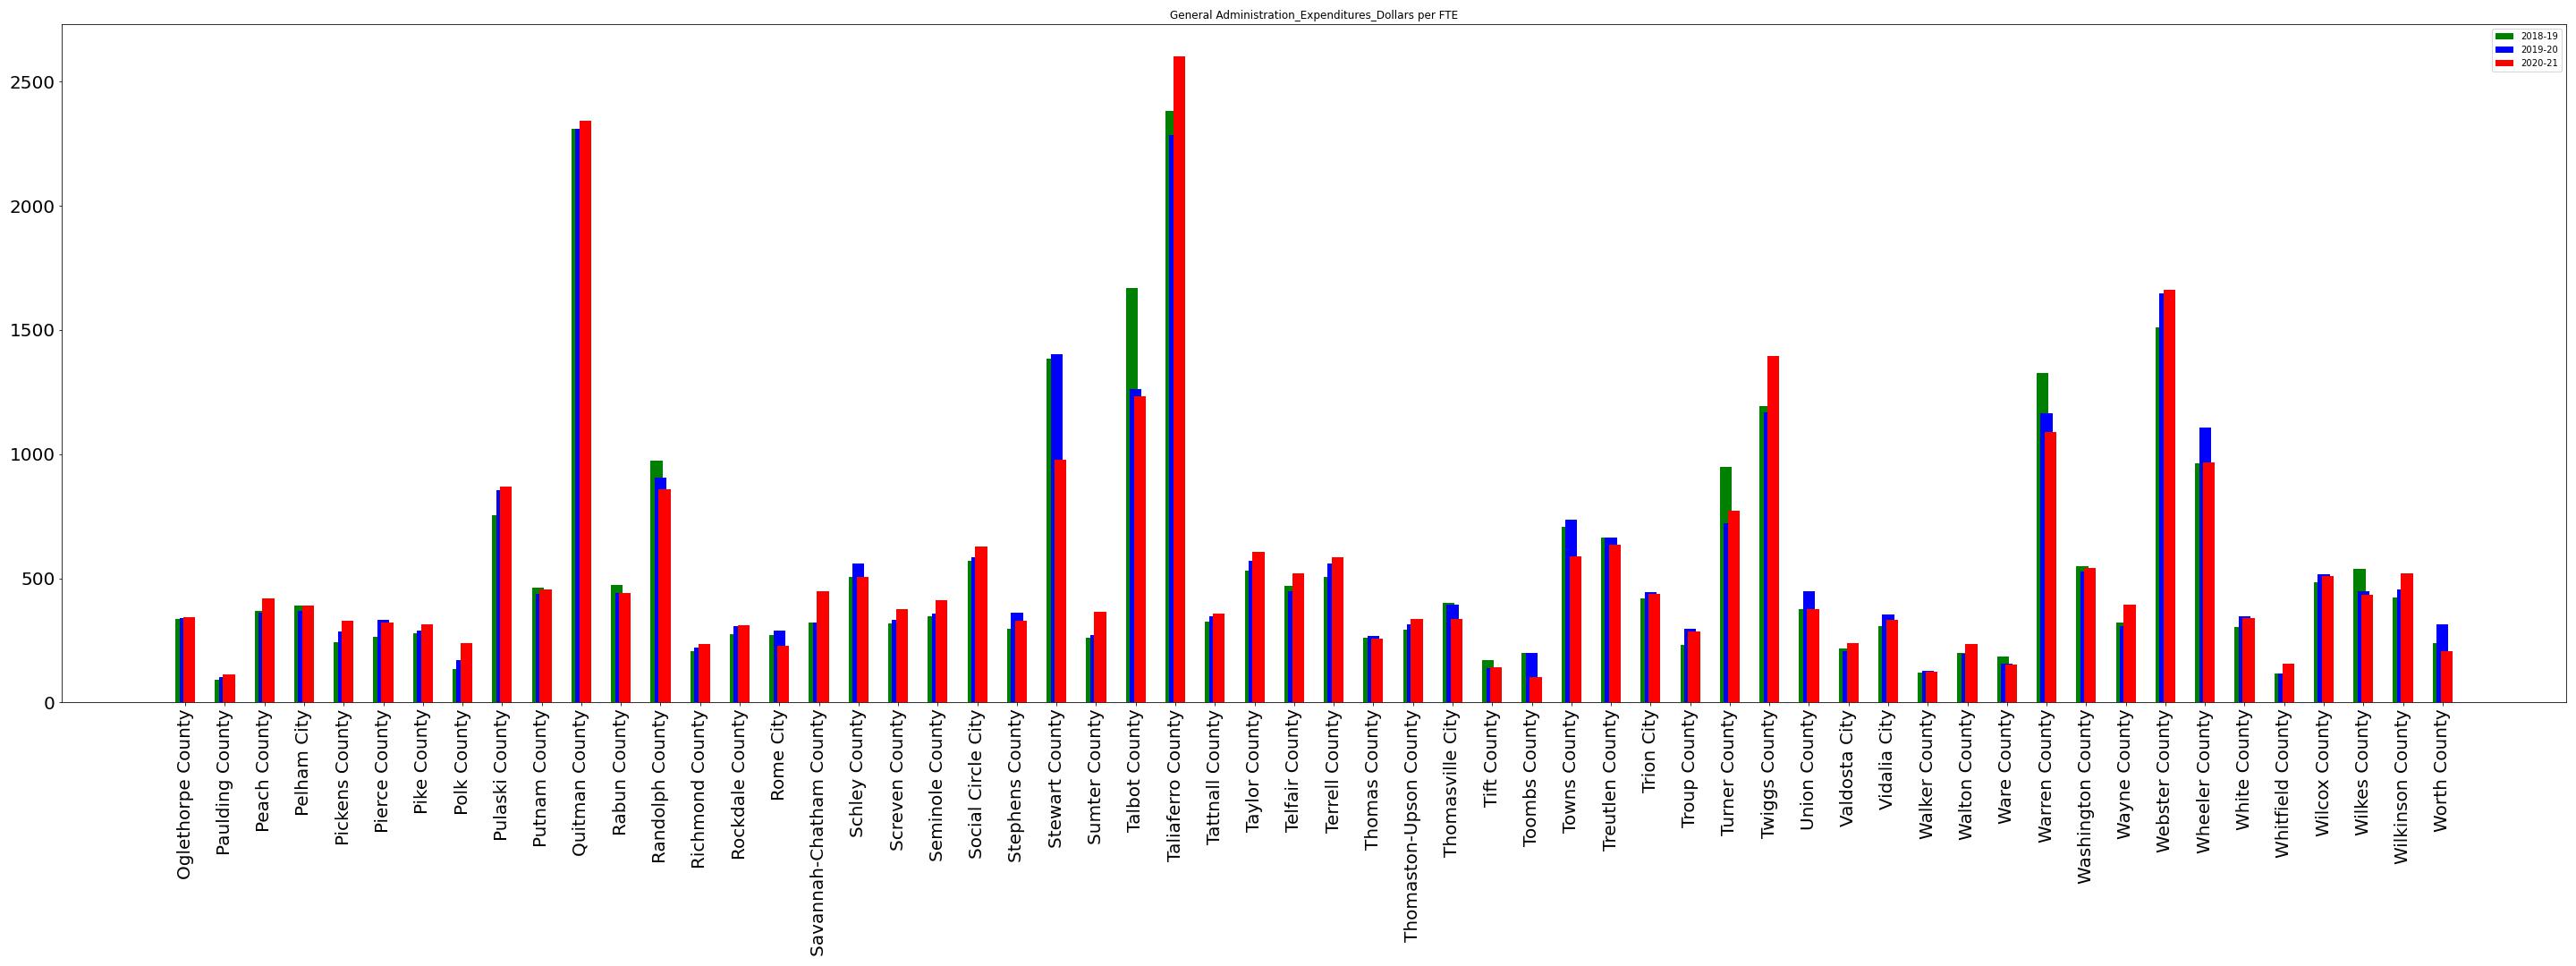 General Administration_Expenditures_Dollars per FTE
2018-19
2019-20
2020-21
2500
2000
1500
1000
500
0
Oglethorpe County
Paulding County
Peach County
Pelham City
Pickens County
Pierce County
Pike County
Polk County
Pulaski County
Putnam County
Quitman County
Rabun County
Randolph County
Richmond County
Rockdale County
Rome City
Savannah-Chatham County
Schley County
Screven County
Seminole County
Social Circle City
Stephens County
Stewart County
Sumter County
Talbot County
Taliaferro County
Tattnall County
Taylor County
Telfair County
Terrell County
Thomas County
Thomaston-Upson County
Thomasville City
Tift County
Toombs County
Towns County
Treutlen County
Trion City
Troup County
Turner County
Twiggs County
Union County
Valdosta City
Vidalia City
Walker County
Walton County
Ware County
Warren County
Washington County
Wayne County
Webster County
Wheeler County
White County
Whitfield County
Wilcox County
Wilkes County
Wilkinson County
Worth County